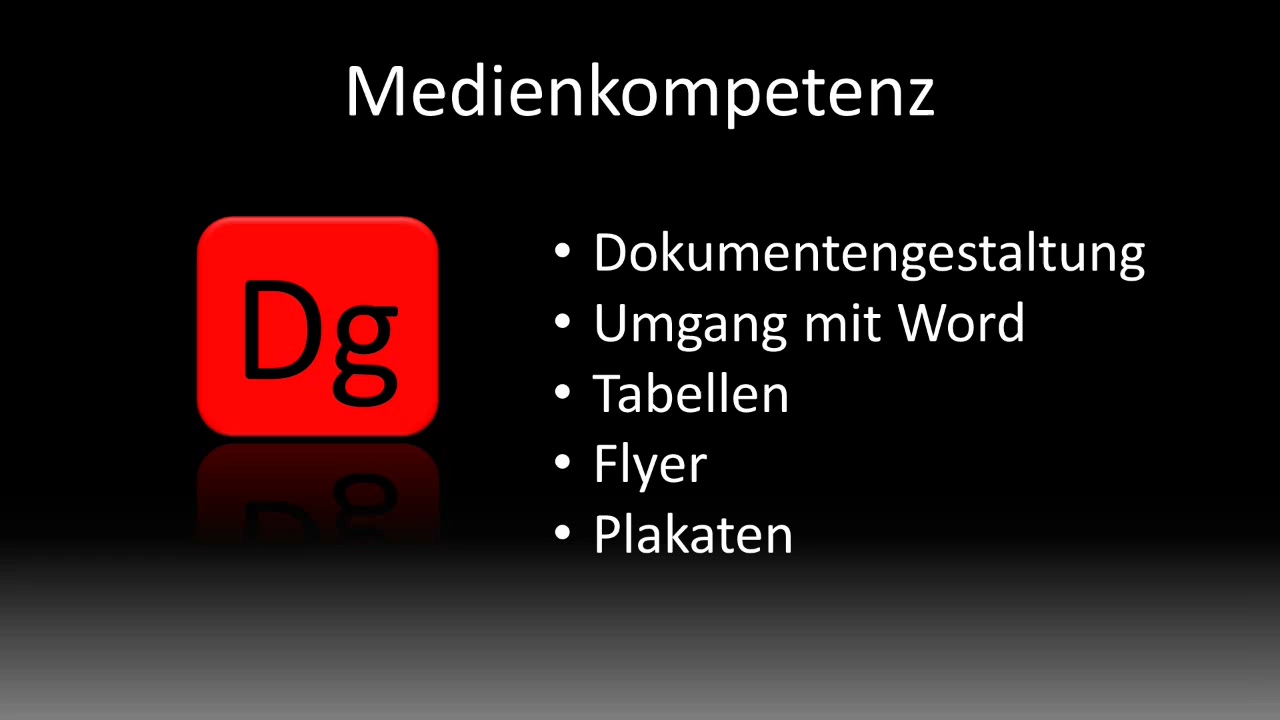 Medienkompetenz
Dg
• Dokumentengestaltung
• Umgang mit Word
• Tabellen
• Flyer
• Plakaten